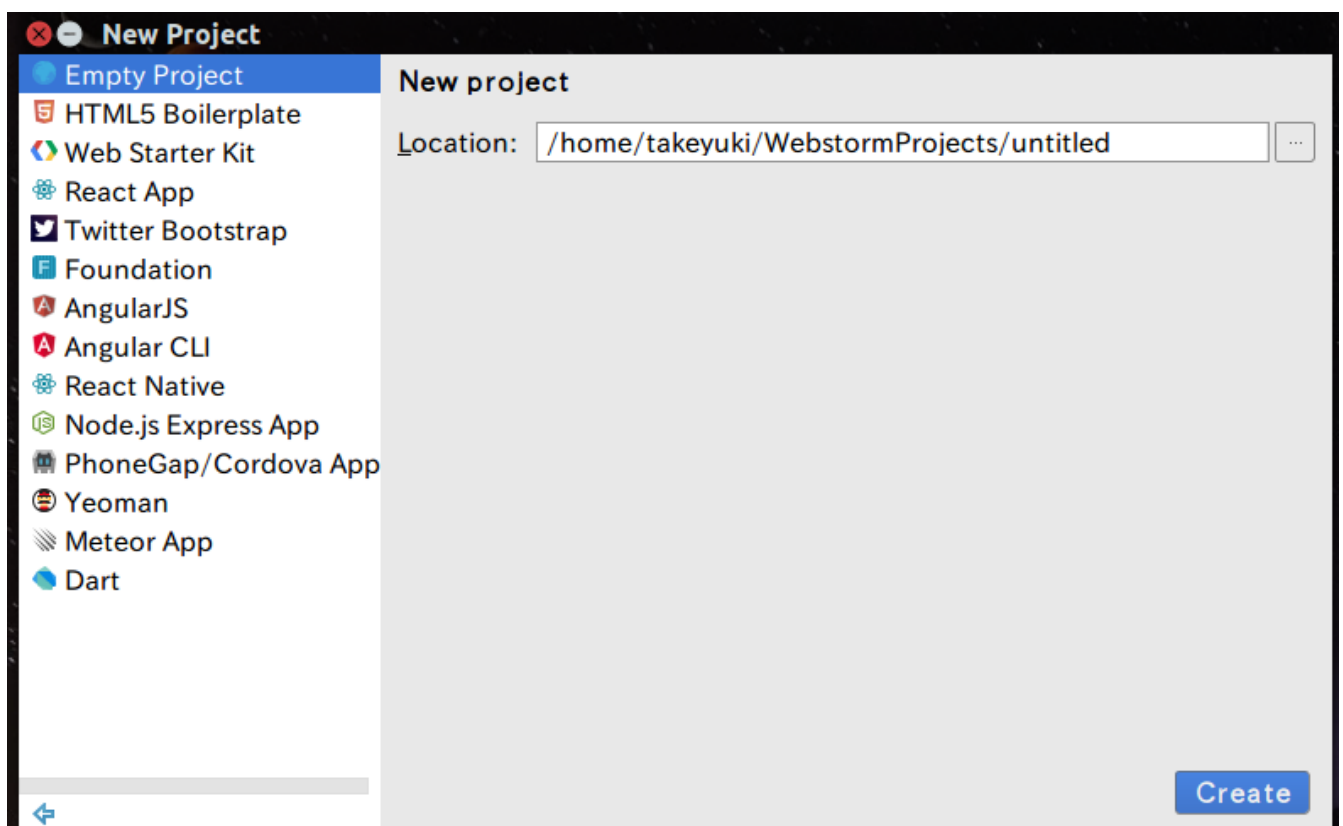 New Project
Empty Project
HTML5 Boilerplate
Web Starter Kit
React App
Twitter Bootstrap
Foundation
AngularJS
Angular CLI
React Native
Node.js Express App
PhoneGap/Cordova App
Yeoman
Meteor App
Dart
New project
Location: /home/takeyuki/WebstormProjects/untitled ...
Create